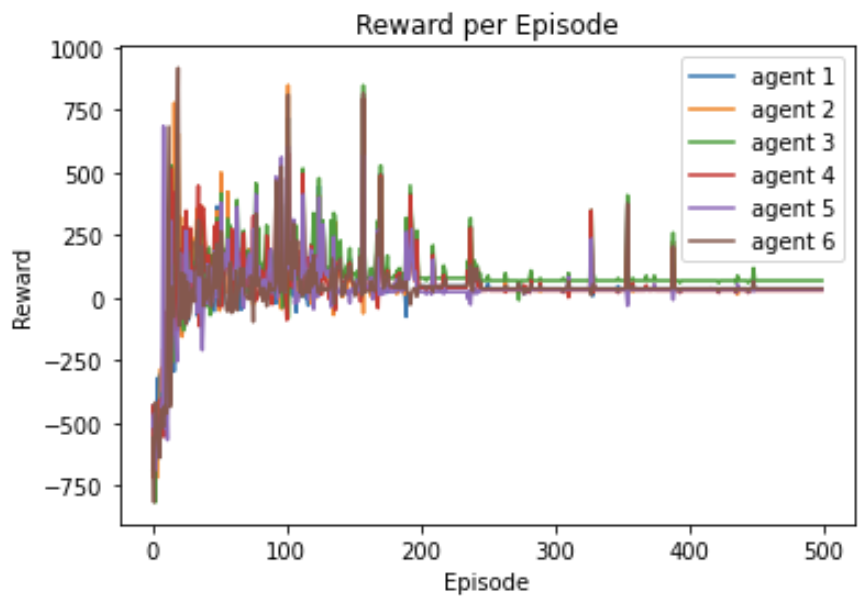 Reward per Episode
1000
750
500
250
0
-250
-500
-750
Reward
agent 1
agent 2
agent 3
agent 4
agent 5
agent 6
0 100 200 300 400 500
Episode